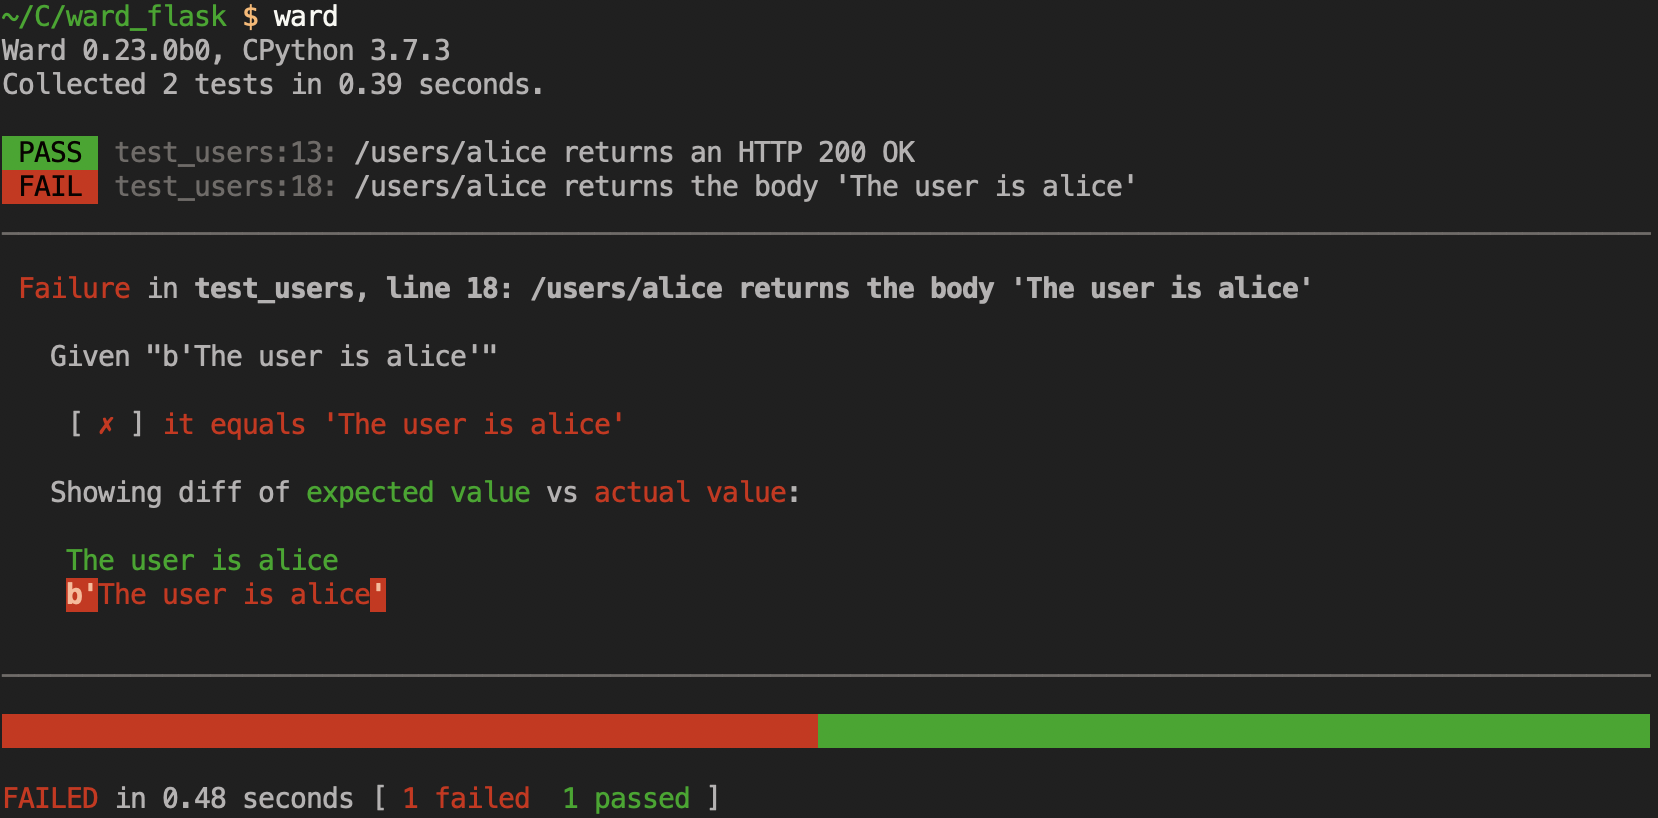 ~/C/ward_flask $ ward
Ward 0.23.0b0, CPython 3.7.3
Collected 2 tests in 0.39 seconds.
PASS test_users:13: /users/alice returns an HTTP 200 OK
FAIL test_users:18: /users/alice returns the body 'The user is alice'
Failure in test_users, line 18: /users/alice returns the body 'The user is alice'
Given "b'The user is alice'"
[ ✗ ] it equals 'The user is alice'
Showing diff of expected value vs actual value:
The user is alice
b'The user is alice'
FAILED in 0.48 seconds [ 1 failed  1 passed ]